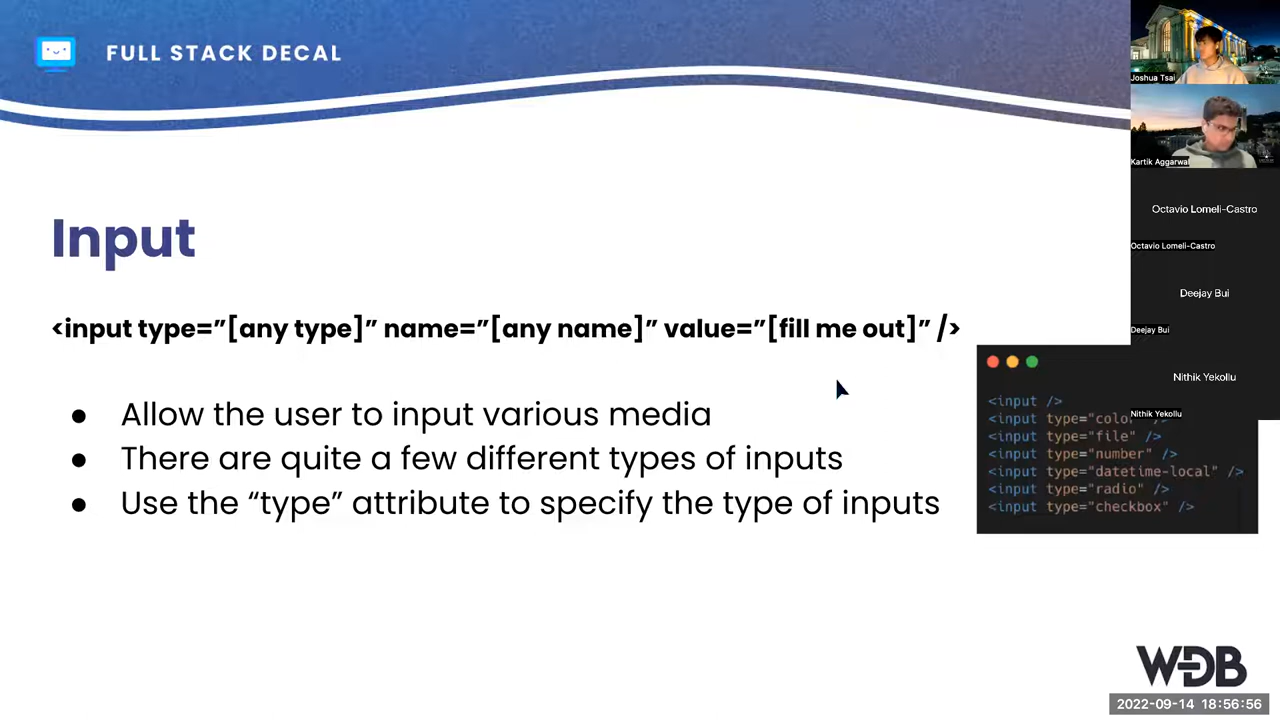 FULL STACK DECAL
Input
<input type=”[any type]” name=”[any name]” value=”[fill me out]” />
● Allow the user to input various media
● There are quite a few different types of inputs
● Use the “type” attribute to specify the type of inputs
<input />
<input type="color" />
<input type="file" />
<input type="number" />
<input type="datetime-local" />
<input type="radio" />
<input type="checkbox" />
Joshua Tsai
Kartik Aggarwal
Octavio Lomeli-Castro
Octavio Lomeli-Castro
Deejay Bui
Deejay Bui
Nithik Yekollu
Nithik Yekollu
WDB
2022-09-14 18:56:56